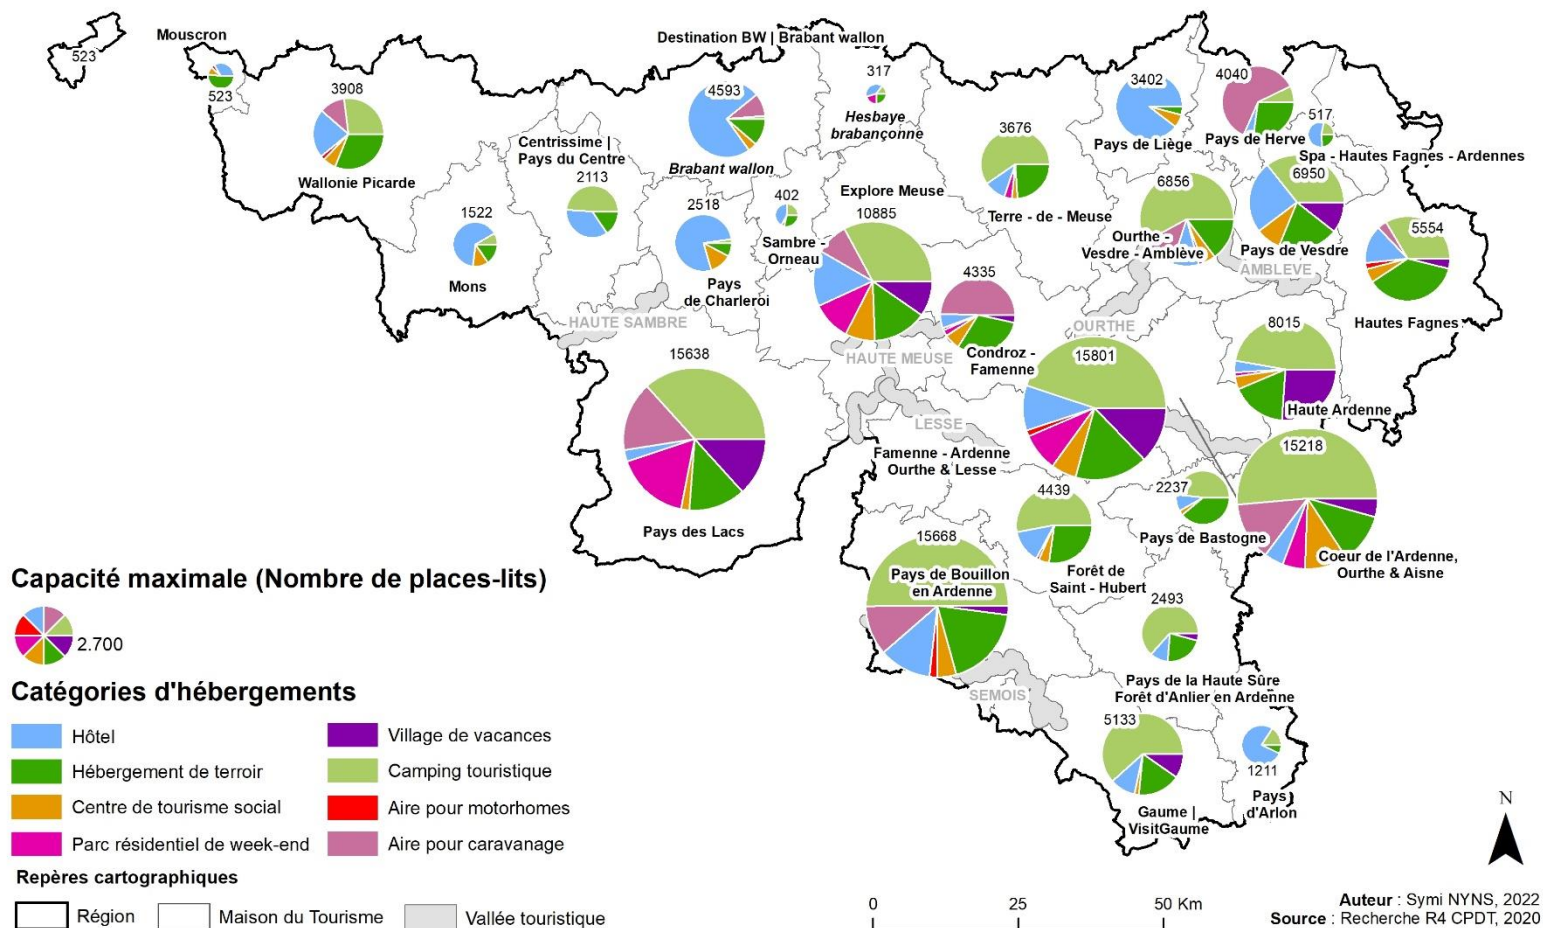 523
Mouscron
523
3908
Wallonie Picarde
1522
Mons
Centrissime |
Pays du Centre
2113
Destination BW | Brabant wallon
4593
Brabant wallon
317
Hesbaye
brabançonne
2518
Pays
de Charleroi
402
Sambre -
Orneau
Explore Meuse
10885
3676
Terre - de - Meuse
3402
Pays de Liège
4040
Pays de Herve
517
Spa - Hautes Fagnes - Ardennes
6856
Ourthe -
Vesdre - Amblève
6950
Pays de Vesdre
AMBLEVE
5554
Hautes Fagnes
4335
Condroz -
Famenne
HAUTE SAMBRE
HAUTE MEUSE
OURTHE
15638
Pays des Lacs
15801
LESSE
Famenne - Ardenne
Ourthe & Lesse
8015
Haute Ardenne
15218
Coeur de l'Ardenne,
Ourthe & Aisne
2237
Pays de Bastogne
4439
Forêt de
Saint - Hubert
15668
Pays de Bouillon
en Ardenne
2493
Pays de la Haute Sûre
Forêt d'Anlier en Ardenne
SEMOIS
5133
Gaume |
VisitGaume
1211
Pays
d'Arlon
Capacité maximale (Nombre de places-lits)
2.700
Catégories d'hébergements
Hôtel
Hébergement de terroir
Centre de tourisme social
Parc résidentiel de week-end
Village de vacances
Camping touristique
Aire pour motorhomes
Aire pour caravanage
Repères cartographiques
Région
Maison du Tourisme
Vallée touristique
0 25 50 Km
N
Auteur : Symi NYNS, 2022
Source : Recherche R4 CPDT, 2020